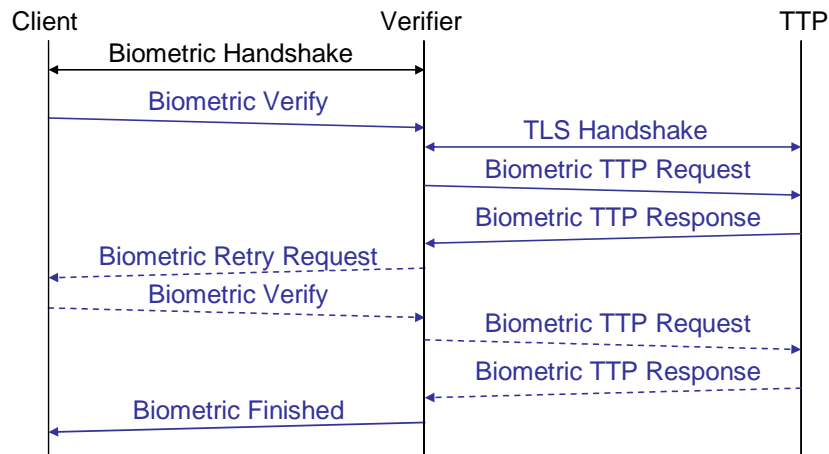 Client
Verifier
TTP
Biometric Handshake
Biometric Verify
TLS Handshake
Biometric TTP Request
Biometric TTP Response
Biometric Retry Request
Biometric Verify
Biometric TTP Request
Biometric TTP Response
Biometric Finished